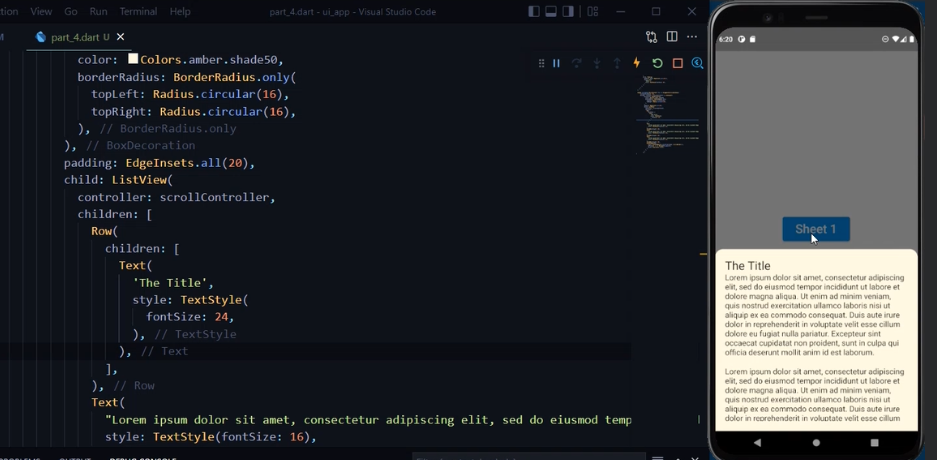 View Go Run Terminal Help
part_4.dart - ui_app - Visual Studio Code
part_4.dart U
color: Colors.amber.shade50,
borderRadius: BorderRadius.only(
topLeft: Radius.circular(16),
topRight: Radius.circular(16),
), // BorderRadius.only
), // BoxDecoration
padding: EdgeInsets.all(20),
child: ListView(
controller: scrollController,
children: [
Row(
children: [
Text(
'The Title',
style: TextStyle(
fontSize: 24,
), // TextStyle
), // Text
],
), // Row
Text(
"Lorem ipsum dolor sit amet, consectetur adipiscing elit, sed do eiusmod temp
style: TextStyle(fontSize: 16),
6:20
Sheet 1
The Title
Lorem ipsum dolor sit amet, consectetur adipiscing
elit, sed do eiusmod tempor incididunt ut labore et
dolore magna aliqua. Ut enim ad minim veniam,
quis nostrud exercitation ullamco laboris nisi ut
aliquip ex ea commodo consequat. Duis aute irure
dolor in reprehenderit in voluptate velit esse cillum
dolore eu fugiat nulla pariatur. Excepteur sint
occaecat cupidatat non proident, sunt in culpa qui
officia deserunt mollit anim id est laborum.
Lorem ipsum dolor sit amet, consectetur adipiscing
elit, sed do eiusmod tempor incididunt ut labore et
dolore magna aliqua. Ut enim ad minim veniam,
quis nostrud exercitation ullamco laboris nisi ut
aliquip ex ea commodo consequat. Duis aute irure
dolor in reprehenderit in voluptate velit esse cillum